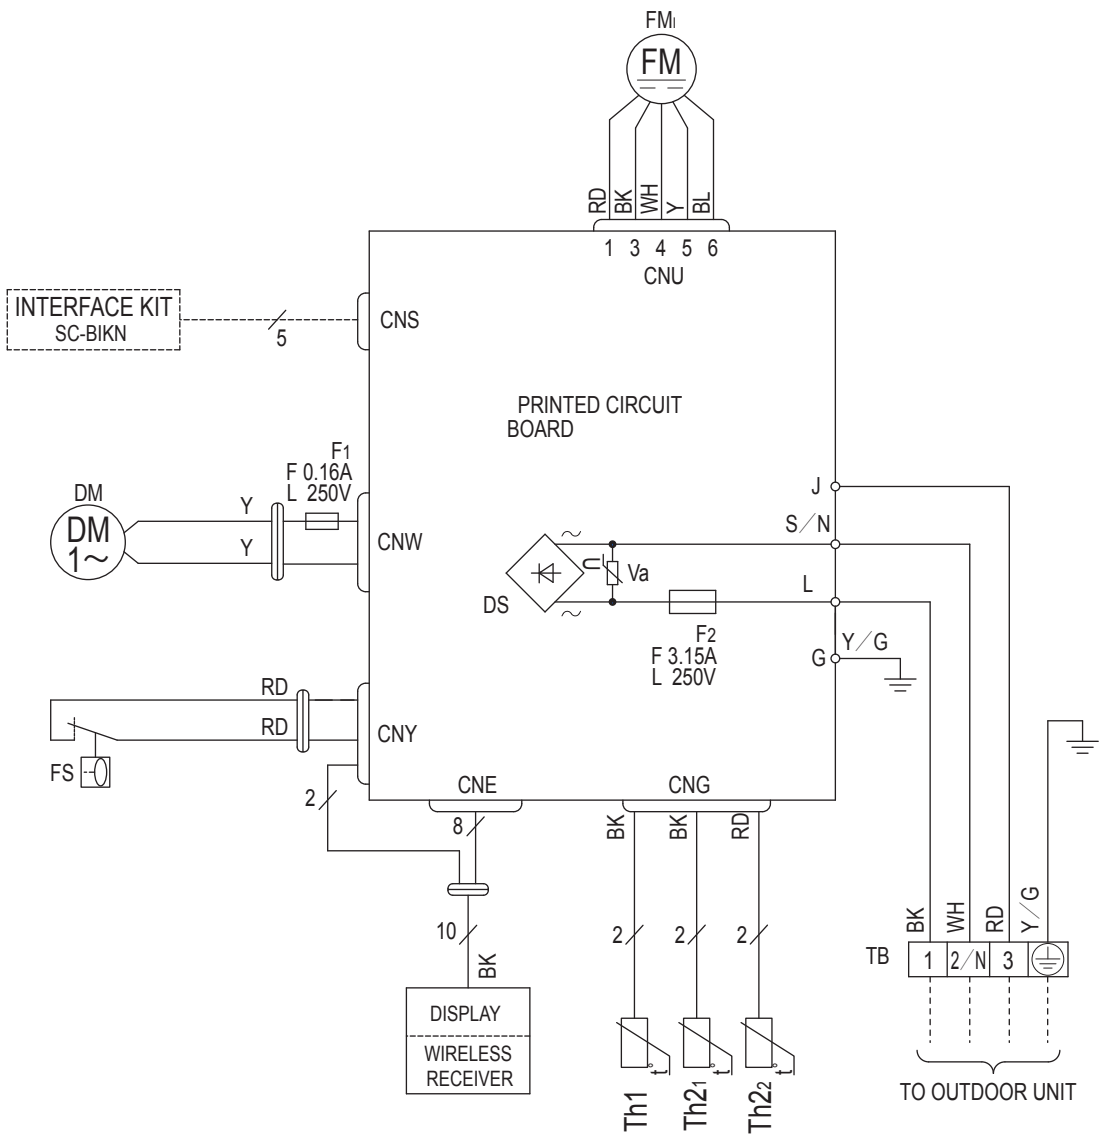 FMI
FM
RD
BK
WH
Y
BL
1 3 4 5 6
CNU
INTERFACE KIT
SC-BIKN
5
CNS
PRINTED CIRCUIT
BOARD
F1
F 0.16A
L 250V
DM
DM
1～
Y
Y
CNW
J
S/N
L
Y/G
G
～
～
DS
Va
F2
F 3.15A
L 250V
RD
RD
CNY
FS
2
CNE
8
CNG
BK
BK
RD
10
BK
DISPLAY
WIRELESS
RECEIVER
2
2
2
t°
t°
t°
Th1
Th21
Th22
BK
WH
RD
Y/G
TB
1 2/N 3
TO OUTDOOR UNIT